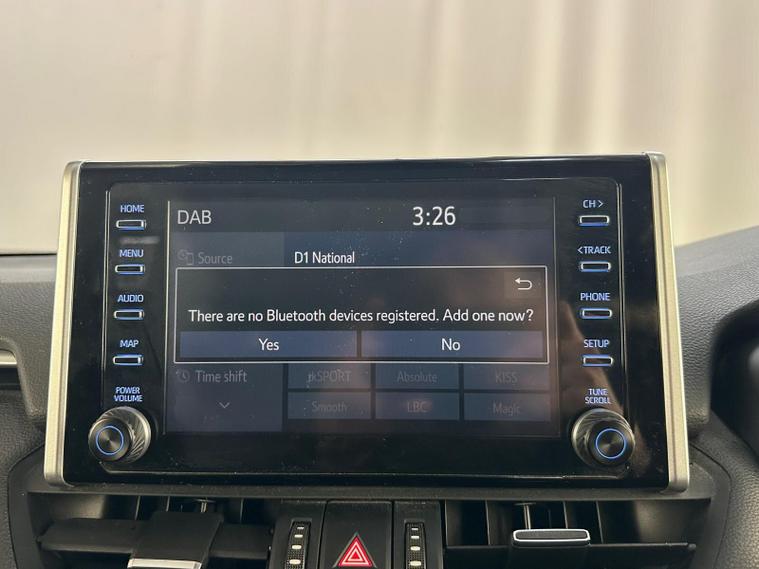 HOME
MENU
AUDIO
MAP
POWER
VOLUME
DAB
3:26
Source
D1 National
There are no Bluetooth devices registered. Add one now?
Yes
No
Time shift
talkSPORT
Absolute
KISS
Smooth
LBC
Magic
CH >
<TRACK
PHONE
SETUP
TUNE
SCROLL